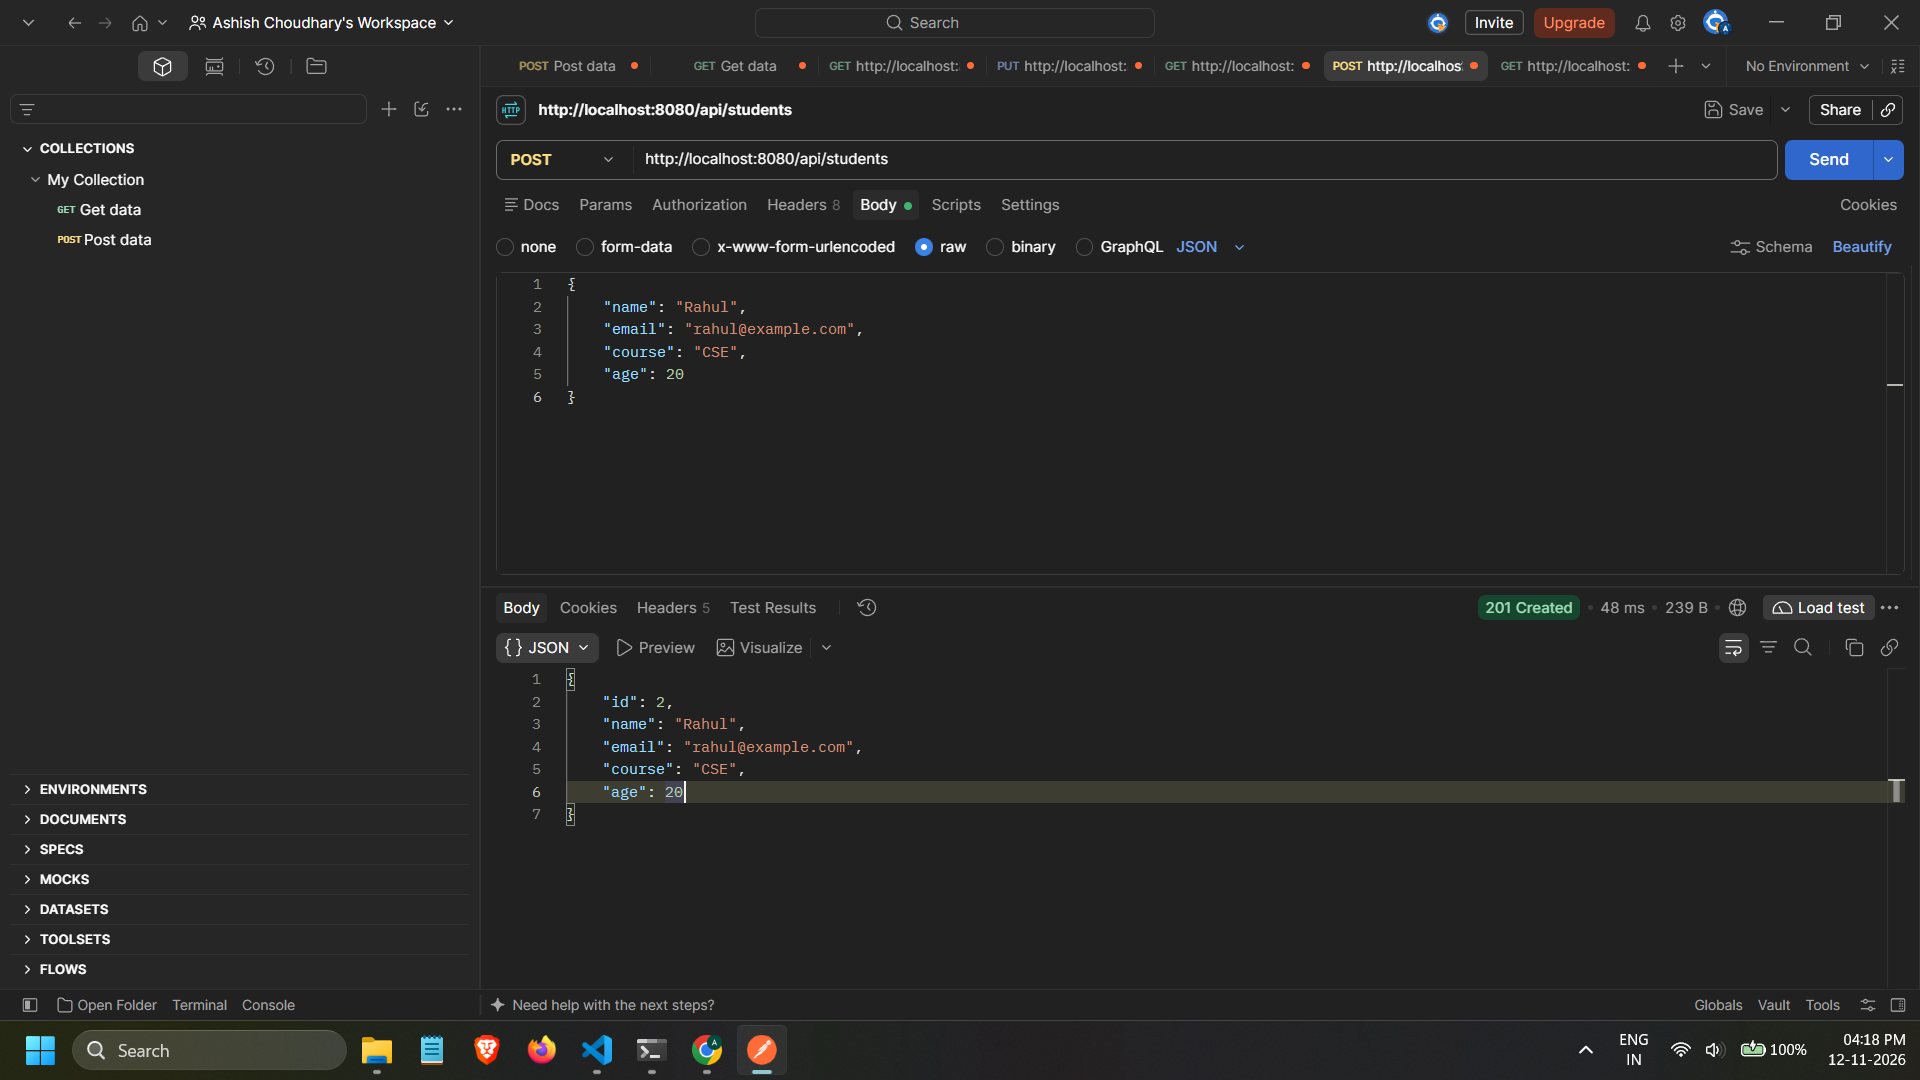 Ashish Choudhary's Workspace
Search
Invite
Upgrade
POST Post data
GET Get data
GET http://localhost:
PUT http://localhost:
GET http://localhost:
POST http://localhos
GET http://localhost:
No Environment
HTTP
http://localhost:8080/api/students
Save
Share
COLLECTIONS
My Collection
GET Get data
POST Post data
POST
http://localhost:8080/api/students
Send
Docs
Params
Authorization
Headers 8
Body
Scripts
Settings
Cookies
none
form-data
x-www-form-urlencoded
raw
binary
GraphQL
JSON
Schema
Beautify
1 {
2 "name": "Rahul",
3 "email": "rahul@example.com",
4 "course": "CSE",
5 "age": 20
6 }
Body
Cookies
Headers 5
Test Results
201 Created
48 ms
239 B
Load test
{} JSON
Preview
Visualize
1 {
2 "id": 2,
3 "name": "Rahul",
4 "email": "rahul@example.com",
5 "course": "CSE",
6 "age": 20
7 }
ENVIRONMENTS
DOCUMENTS
SPECS
MOCKS
DATASETS
TOOLSETS
FLOWS
Open Folder
Terminal
Console
Need help with the next steps?
Globals
Vault
Tools
Search
A
ENG
IN
100%
04:18 PM
12-11-2026